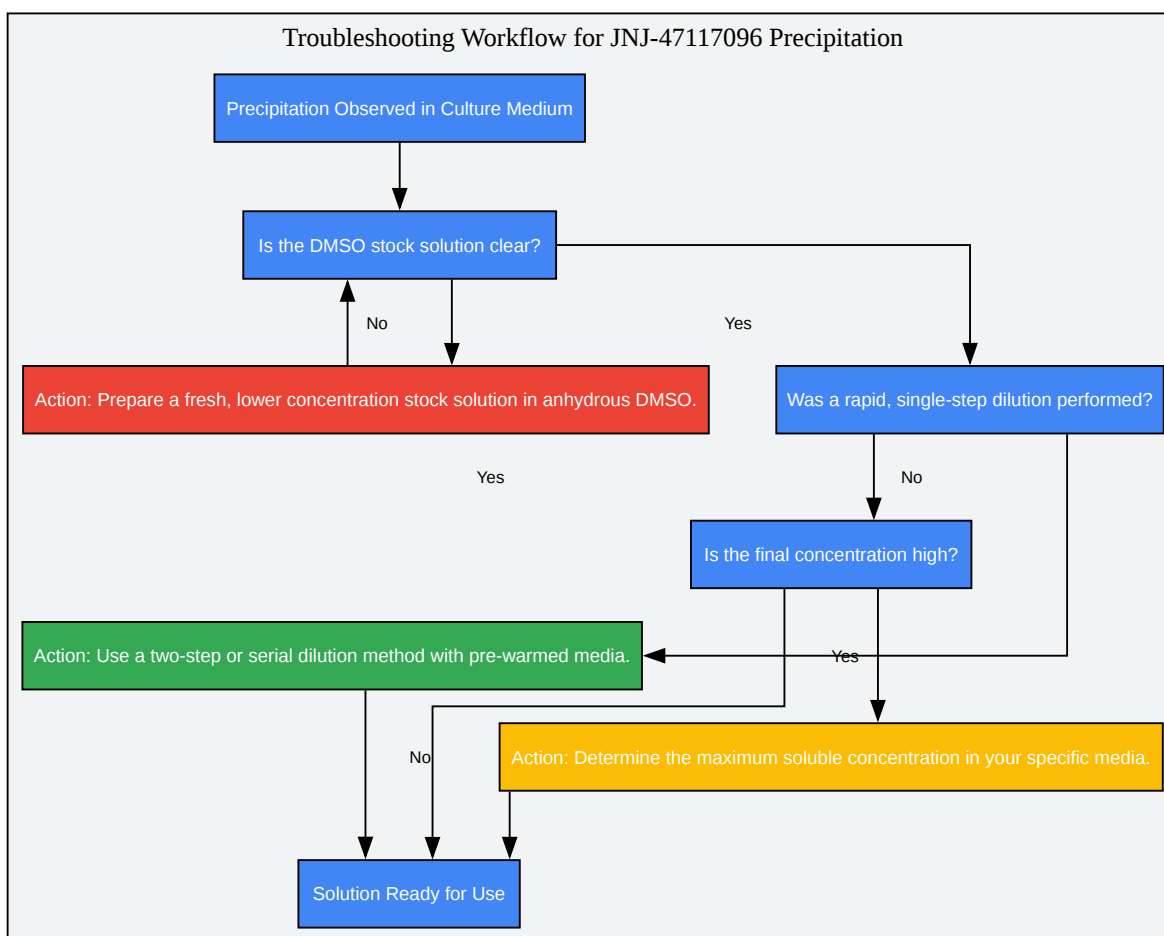 Troubleshooting Workflow for JNJ-47117096 Precipitation
Precipitation Observed in Culture Medium
Is the DMSO stock solution clear?
No
Yes
Action: Prepare a fresh, lower concentration stock solution in anhydrous DMSO.
Was a rapid, single-step dilution performed?
Yes
No
Is the final concentration high?
Action: Use a two-step or serial dilution method with pre-warmed media.
Yes
No
Action: Determine the maximum soluble concentration in your specific media.
Solution Ready for Use